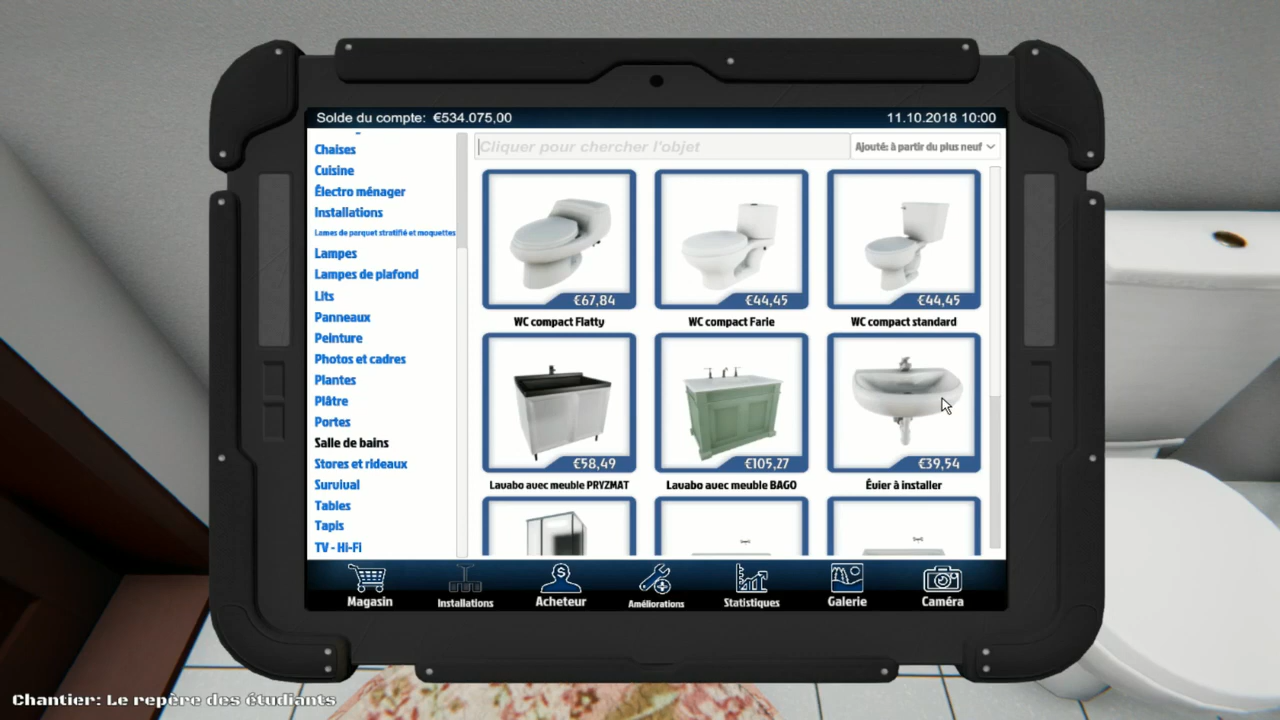 Solde du compte: €534.075,00
11.10.2018 10:00
Chaises
Cuisine
Électro ménager
Installations
Lames de parquet stratifié et moquettes
Lampes
Lampes de plafond
Lits
Panneaux
Peinture
Photos et cadres
Plantes
Plâtre
Portes
Salle de bains
Stores et rideaux
Survival
Tables
Tapis
TV - HI-FI
Cliquer pour chercher l'objet
Ajouté: à partir du plus neuf
€67,84
€44,45
€44,45
WC compact Flatty
WC compact Farie
WC compact standard
€58,49
€105,27
€39,54
Lavabo avec meuble PRYZMAT
Lavabo avec meuble BAGO
Évier à installer
Magasin
Installations
Acheteur
Améliorations
Statistiques
Galerie
Caméra
Chantier: Le repère des étudiants